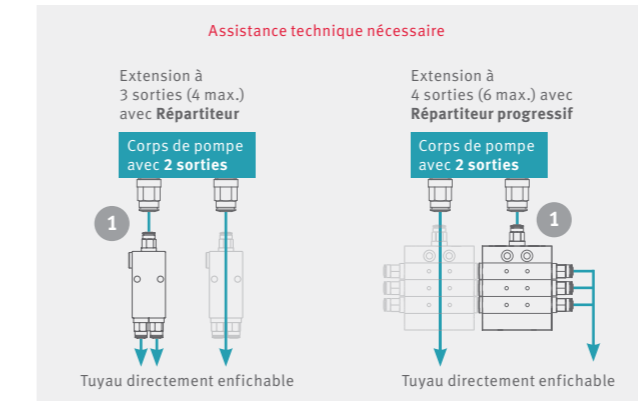 Assistance technique nécessaire
Extension à
3 sorties (4 max.)
avec Répartiteur
Corps de pompe
avec 2 sorties
1
Tuyau directement enfichable
Extension à
4 sorties (6 max.) avec
Répartiteur progressif
Corps de pompe
avec 2 sorties
1
Tuyau directement enfichable